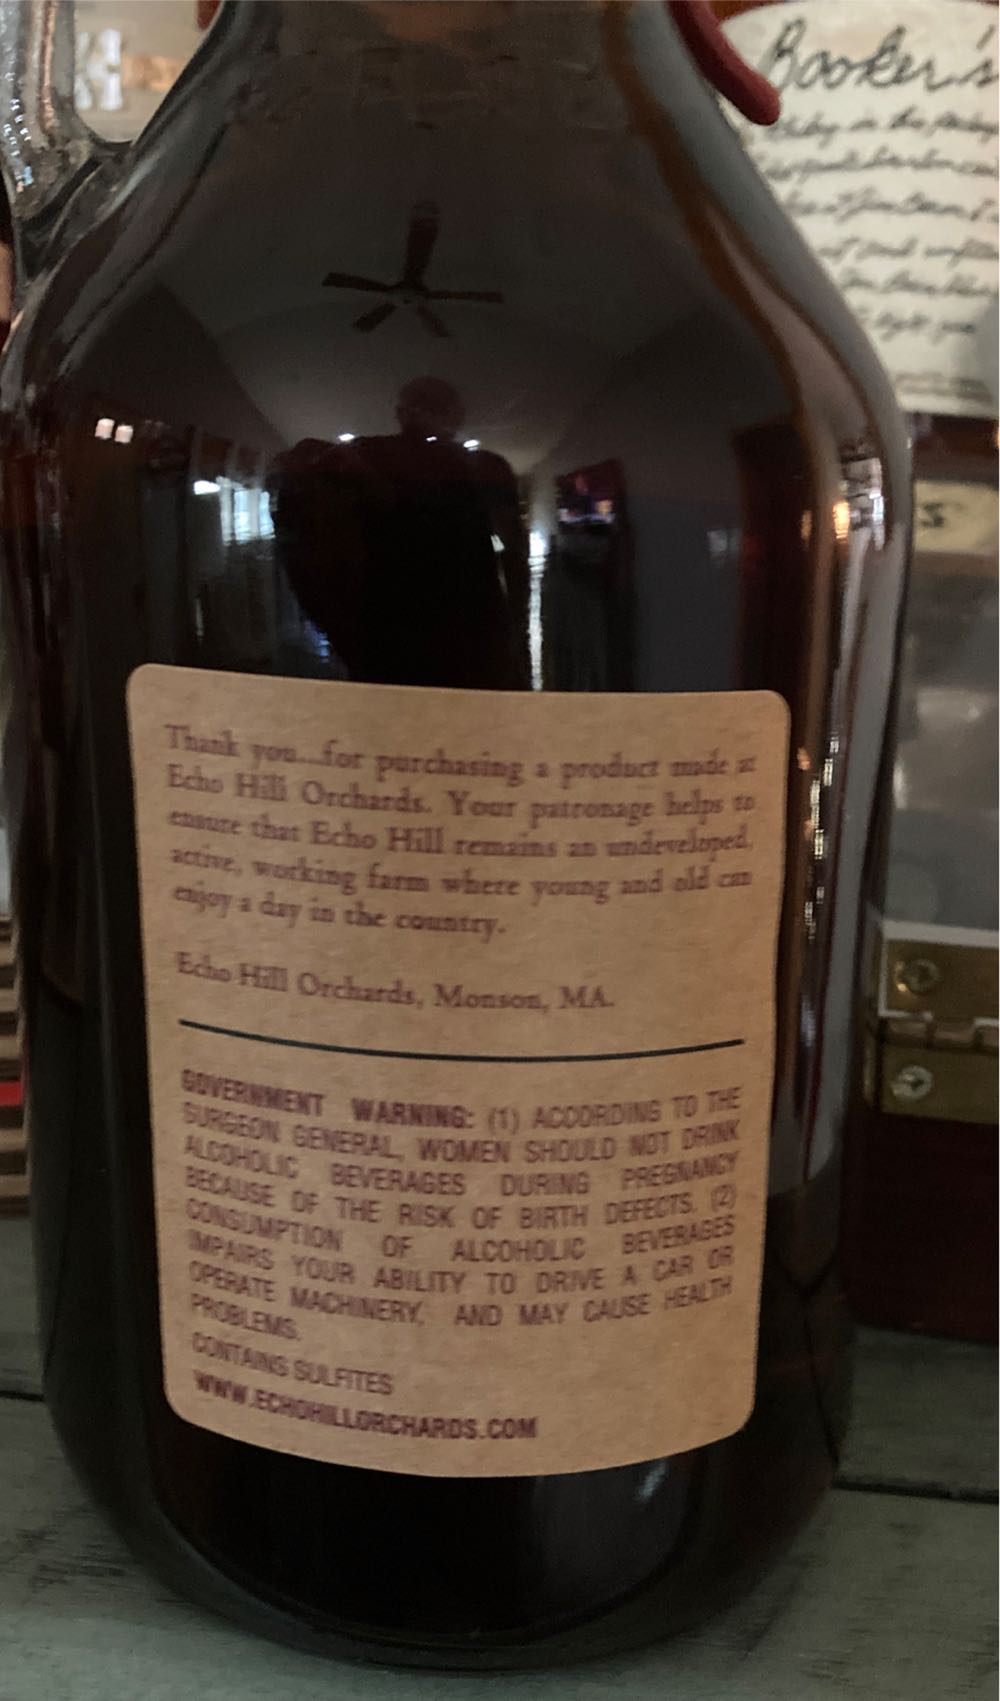 Booker's
Thank you...for purchasing a product made at
Echo Hill Orchards. Your patronage helps to
ensure that Echo Hill remains an undeveloped,
active, working farm where young and old can
enjoy a day in the country.
Echo Hill Orchards, Monson, MA.
GOVERNMENT WARNING: (1) ACCORDING TO THE
SURGEON GENERAL, WOMEN SHOULD NOT DRINK
ALCOHOLIC BEVERAGES DURING PREGNANCY
BECAUSE OF THE RISK OF BIRTH DEFECTS. (2)
CONSUMPTION OF ALCOHOLIC BEVERAGES
IMPAIRS YOUR ABILITY TO DRIVE A CAR OR
OPERATE MACHINERY, AND MAY CAUSE HEALTH
PROBLEMS.
CONTAINS SULFITES
WWW.ECHOHILLORCHARDS.COM